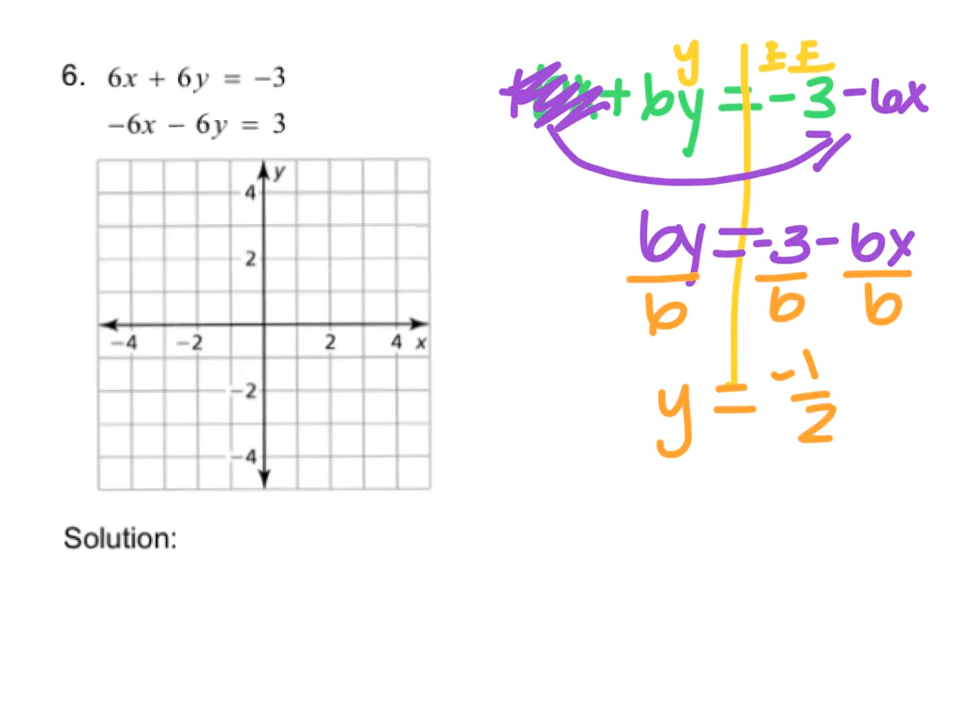 6. 6x + 6y = −3
−6x − 6y = 3
y
4
2
−4 −2 2 4 x
−2
−4
Solution:
y EE
+ 6y = −3 −6x
6y = −3 − 6x
6 6 6
y = −1/2